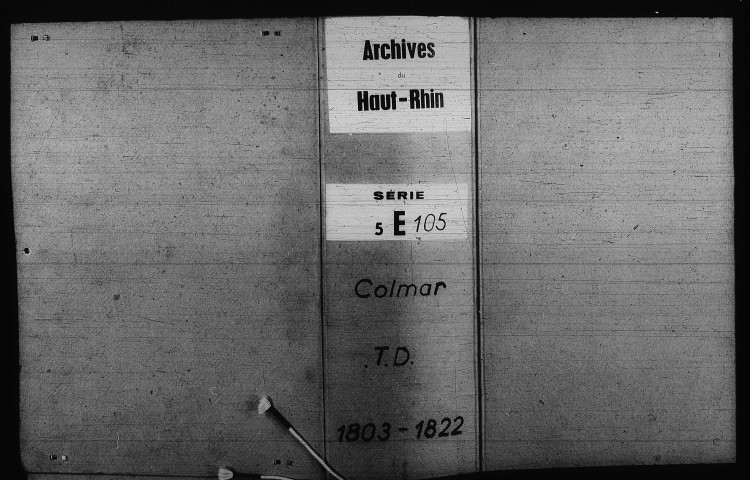 Archives
du
Haut-Rhin
SÉRIE
5 E 105
Colmar
T.D.
1803-1822